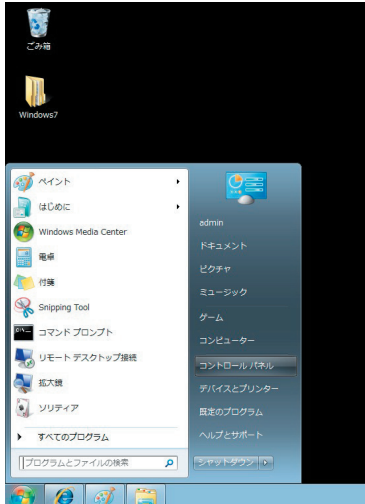 ごみ箱
Windows7
ペイント
はじめに
Windows Media Center
電卓
付箋
Snipping Tool
コマンド プロンプト
リモート デスクトップ接続
拡大鏡
ソリティア
すべてのプログラム
プログラムとファイルの検索
admin
ドキュメント
ピクチャ
ミュージック
ゲーム
コンピューター
コントロール パネル
デバイスとプリンター
既定のプログラム
ヘルプとサポート
シャットダウン